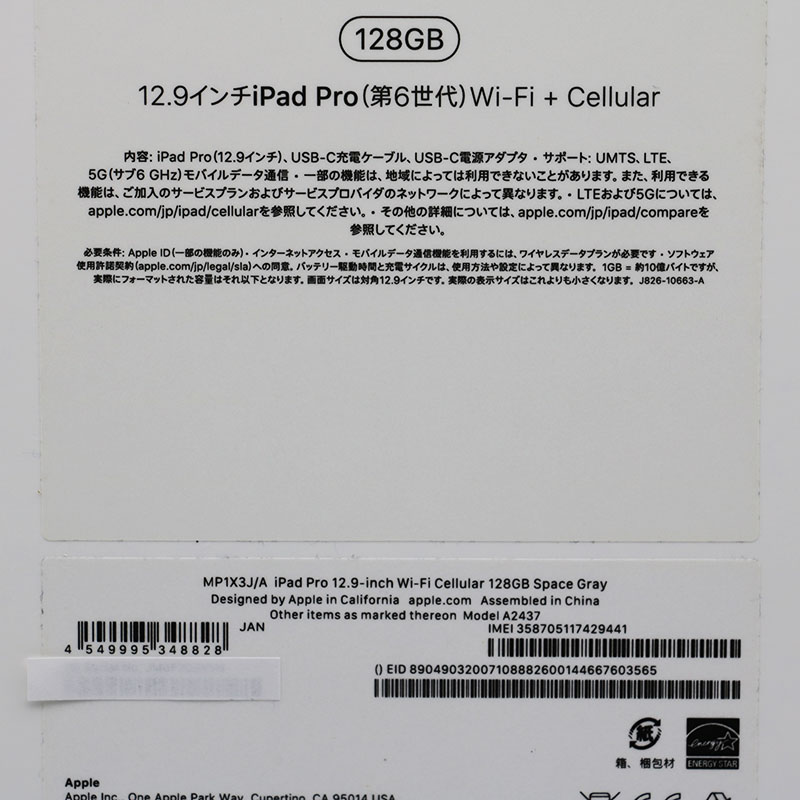 128GB
12.9インチiPad Pro(第6世代)Wi-Fi + Cellular
内容: iPad Pro(12.9インチ)、USB-C充電ケーブル、USB-C電源アダプタ・サポート: UMTS、LTE、
5G(サブ6 GHz)モバイルデータ通信・一部の機能は、地域によっては利用できないことがあります。また、利用できる
機能は、ご加入のサービスプランおよびサービスプロバイダのネットワークによって異なります。・LTEおよび5Gについては、
apple.com/jp/ipad/cellularを参照してください。・その他の詳細については、apple.com/jp/ipad/compareを
参照してください。
必要条件: Apple ID(一部の機能のみ)・インターネットアクセス・モバイルデータ通信機能を利用するには、ワイヤレスデータプランが必要です・ソフトウェア
使用許諾契約(apple.com/jp/legal/sla)への同意。バッテリー駆動時間と充電サイクルは、使用方法や設定によって異なります。1GB = 約10億バイトですが、
実際にフォーマットされた容量はそれ以下となります。画面サイズは対角12.9インチです。実際の表示サイズはこれよりも小さくなります。J826-10663-A
MP1X3J/A iPad Pro 12.9-inch Wi-Fi Cellular 128GB Space Gray
Designed by Apple in California apple.com Assembled in China
Other items as marked thereon Model A2437
JAN
4 549995 348828
IMEI 358705117429441
() EID 89049032007108882600144667603565
紙
箱、梱包材
energy
ENERGY STAR
Apple
Apple Inc., One Apple Park Way, Cupertino, CA 95014 USA